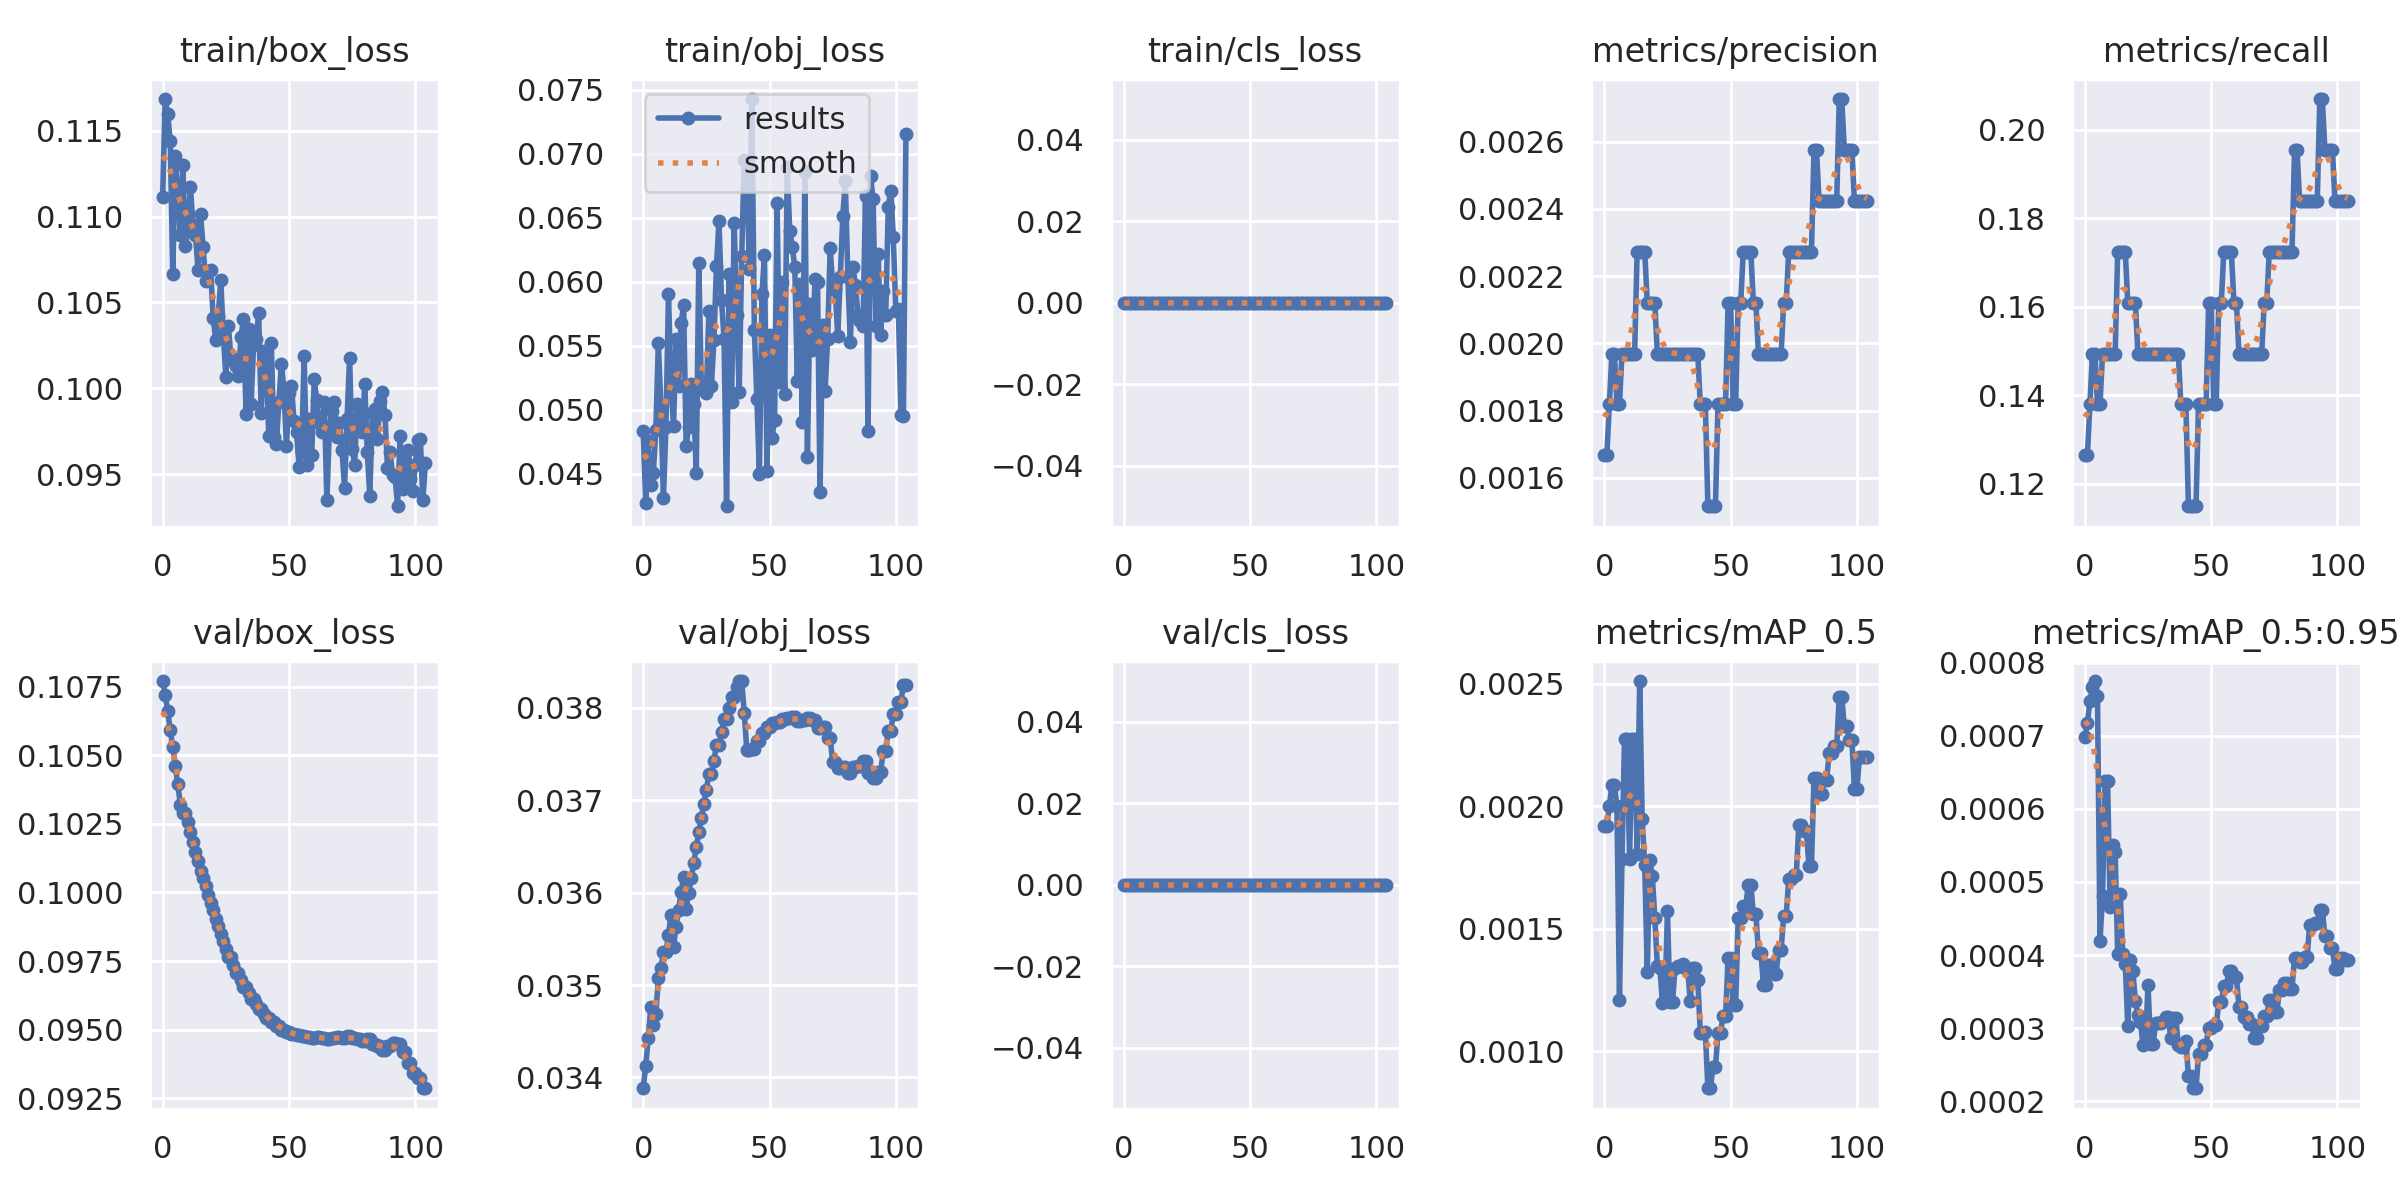 train/box_loss
0.115
0.110
0.105
0.100
0.095
0 50 100
train/obj_loss
results
smooth
0.075
0.070
0.065
0.060
0.055
0.050
0.045
0 50 100
train/cls_loss
0.04
0.02
0.00
−0.02
−0.04
0 50 100
metrics/precision
0.0026
0.0024
0.0022
0.0020
0.0018
0.0016
0 50 100
metrics/recall
0.20
0.18
0.16
0.14
0.12
0 50 100
val/box_loss
0.1075
0.1050
0.1025
0.1000
0.0975
0.0950
0.0925
0 50 100
val/obj_loss
0.038
0.037
0.036
0.035
0.034
0 50 100
val/cls_loss
0.04
0.02
0.00
−0.02
−0.04
0 50 100
metrics/mAP_0.5
0.0025
0.0020
0.0015
0.0010
0 50 100
metrics/mAP_0.5:0.95
0.0008
0.0007
0.0006
0.0005
0.0004
0.0003
0.0002
0 50 100